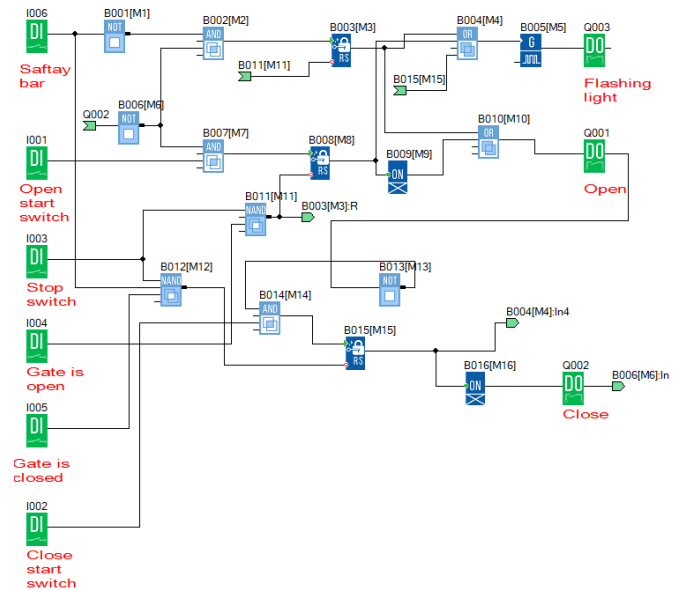 I006
DI
Saftay
bar
B001[M1]
NOT
B002[M2]
AND
B003[M3]
RS
B011[M11]
B004[M4]
OR
B015[M15]
B005[M5]
G
Q003
DO
Flashing
light
Q002
B006[M6]
NOT
I001
DI
Open
start
switch
B007[M7]
AND
B008[M8]
RS
B009[M9]
ON
B010[M10]
OR
Q001
DO
Open
B011[M11]
NAND
B003[M3]:R
I003
DI
Stop
switch
B012[M12]
NAND
B013[M13]
NOT
B014[M14]
AND
I004
DI
Gate is
open
B015[M15]
RS
B004[M4]:In4
B016[M16]
ON
Q002
DO
Close
B006[M6]:In
I005
DI
Gate is
closed
I002
DI
Close
start
switch